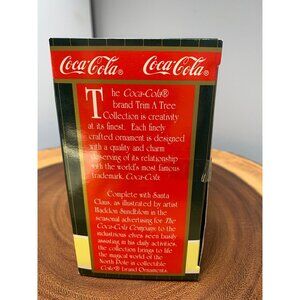 Coca-Cola® Coca-Cola®
The Coca-Cola®
brand Trim A Tree
Collection is creativity
at its finest. Each finely
crafted ornament is designed
with a quality and charm
deserving of its relationship
with the world's most famous
trademark, Coca-Cola.
Complete with Santa
Claus, as illustrated by artist
Haddon Sundblom in the
seasonal advertising for The
Coca-Cola Company to the
industrious elves seen busily
assisting in his daily activities,
the collection brings to life
the magical world of the
North Pole in collectible
Coke® brand Ornaments.